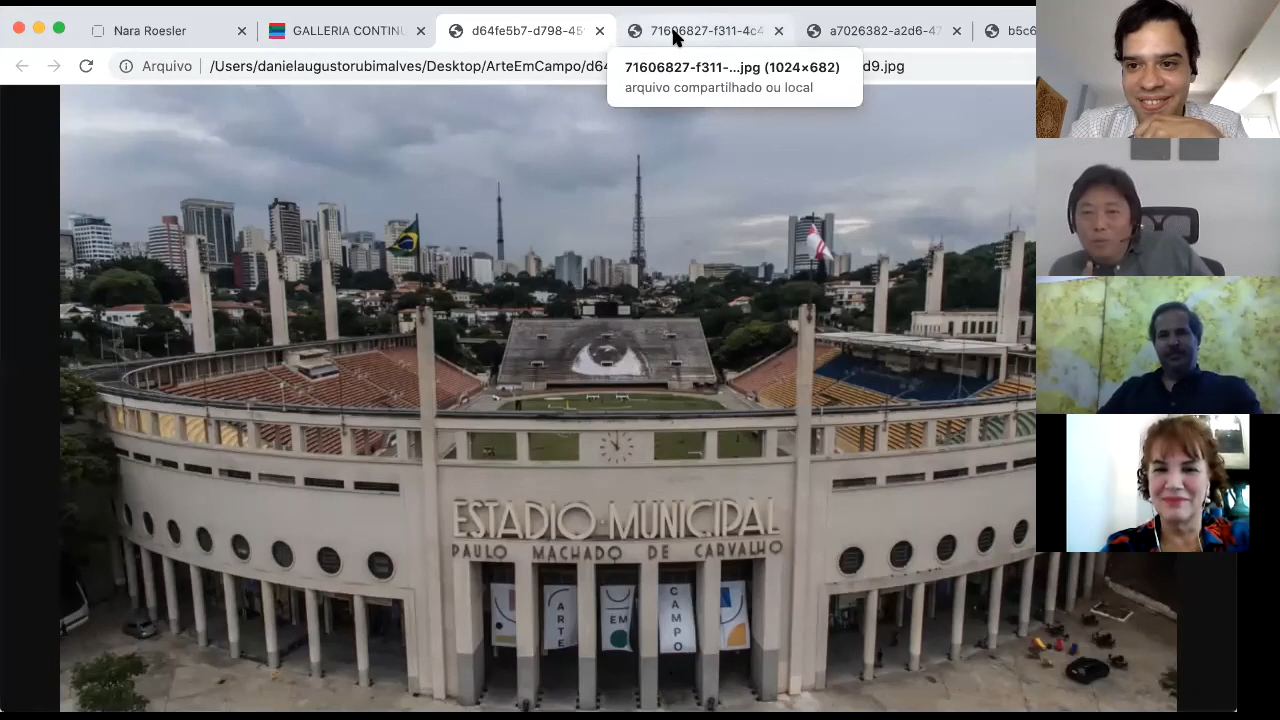 Nara Roesler
GALLERIA CONTINU
d64fe5b7-d798-45
71606827-f311-4c4
a7026382-a2d6-47
b5c6
Arquivo
/Users/danielaugustorubimalves/Desktop/ArteEmCampo/d64
d9.jpg
71606827-f311-...jpg (1024×682)
arquivo compartilhado ou local
ESTADIO·MUNICIPAL
PAULO MACHADO DE CARVALHO
ARTE
EM
CAMPO